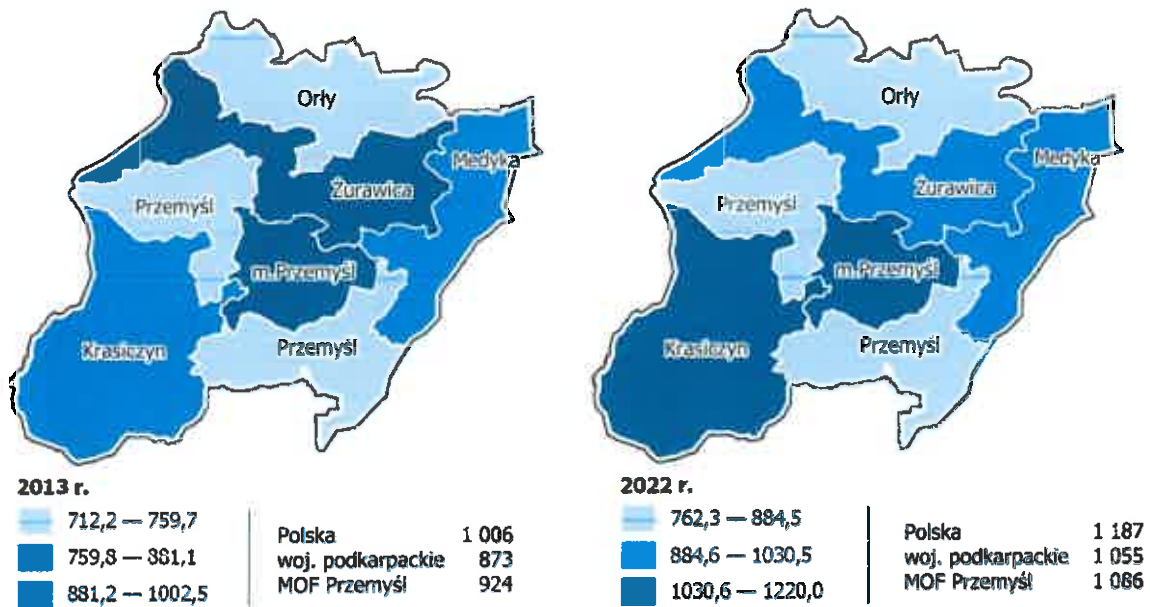 Orły
Medyka
Żurawica
Przemyśl
m.Przemyśl
Krasiczyn
Przemyśl
2013 r.
712,2 — 759,7
759,8 — 881,1
881,2 — 1002,5
Polska 1 006
woj. podkarpackie 873
MOF Przemyśl 924
Orły
Medyka
Żurawica
Przemyśl
m.Przemyśl
Krasiczyn
Przemyśl
2022 r.
762,3 — 884,5
884,6 — 1030,5
1030,6 — 1220,0
Polska 1 187
woj. podkarpackie 1 055
MOF Przemyśl 1 086